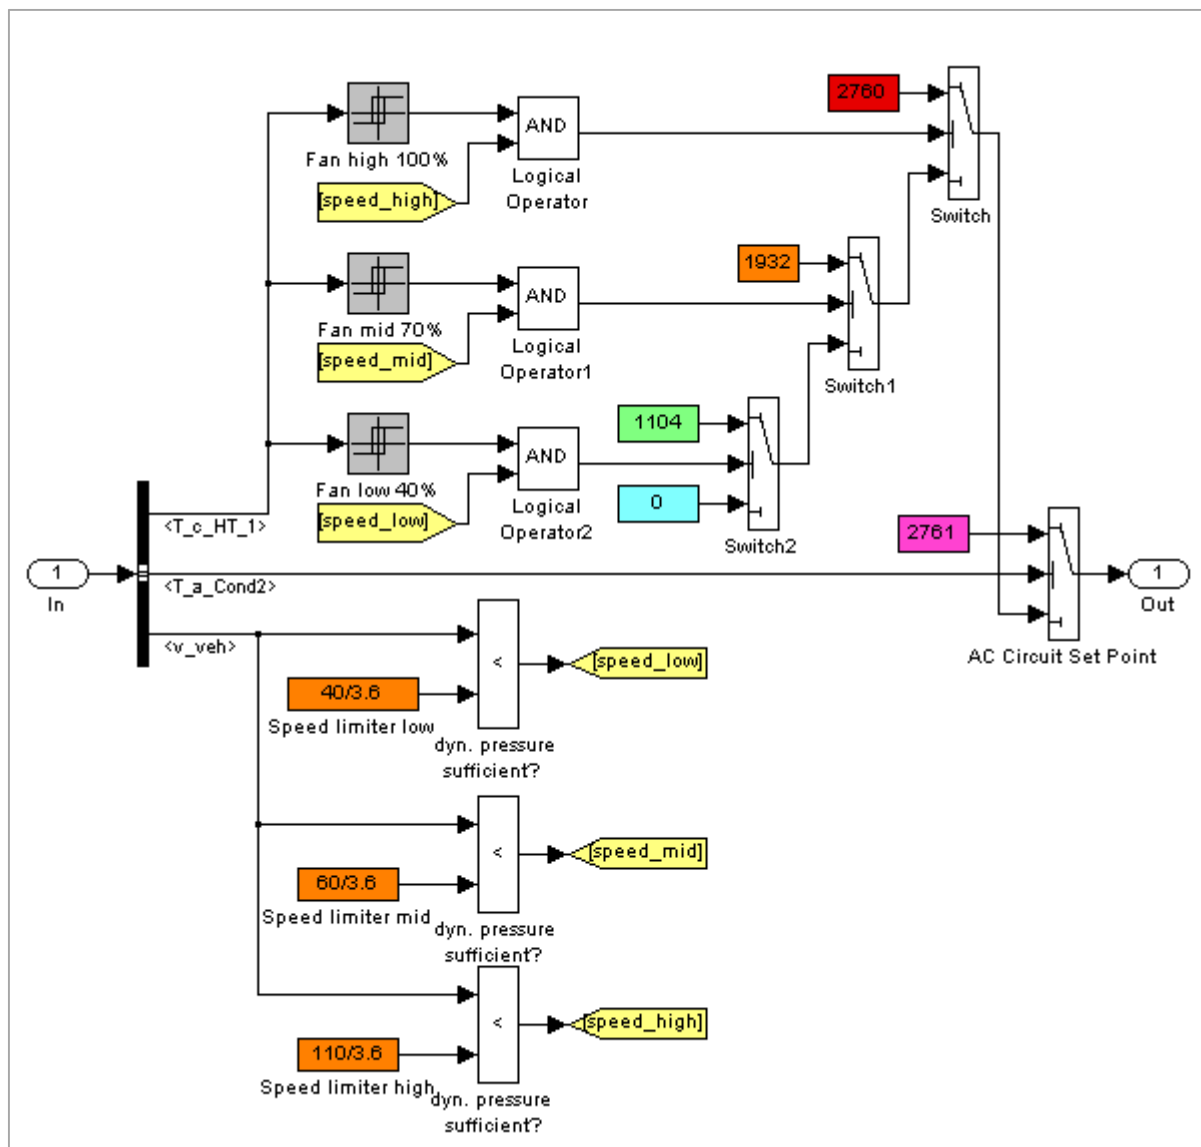 2760
AND
Fan high 100%
[speed_high]
Logical
Operator
Switch
1932
AND
Fan mid 70%
[speed_mid]
Logical
Operator1
Switch1
1104
AND
Fan low 40%
[speed_low]
Logical
Operator2
0
Switch2
<T_c_HT_1>
2761
1
In
<T_a_Cond2>
1
Out
<v_veh>
AC Circuit Set Point
<
[speed_low]
40/3.6
Speed limiter low
dyn. pressure
sufficient?
<
[speed_mid]
60/3.6
Speed limiter mid
dyn. pressure
sufficient?
<
[speed_high]
110/3.6
Speed limiter high
dyn. pressure
sufficient?